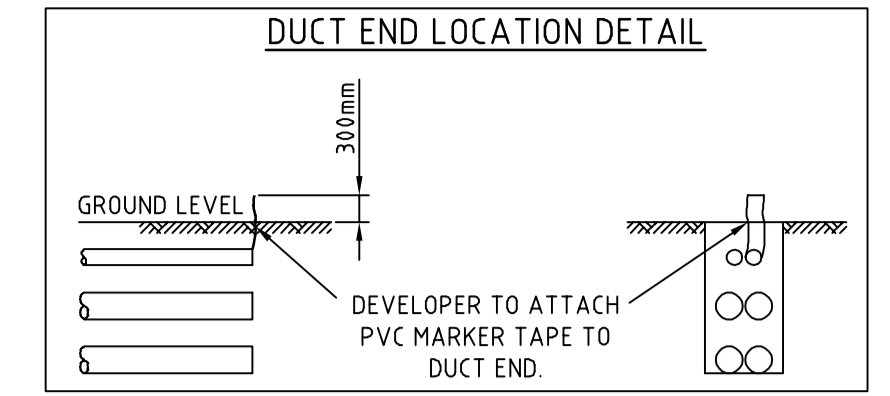 DUCT END LOCATION DETAIL
300mm
GROUND LEVEL
DEVELOPER TO ATTACH
PVC MARKER TAPE TO
DUCT END.